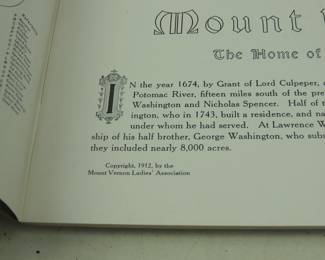 Mount
The Home of
IN the year 1674, by Grant of Lord Culpeper,
Potomac River, fifteen miles south of the pre
Washington and Nicholas Spencer. Half of t
ington, who in 1743, built a residence, and na
under whom he had served. At Lawrence W
ship of his half brother, George Washington, who subu
they included nearly 8,000 acres.
Copyright, 1912, by the
Mount Vernon Ladies' Association